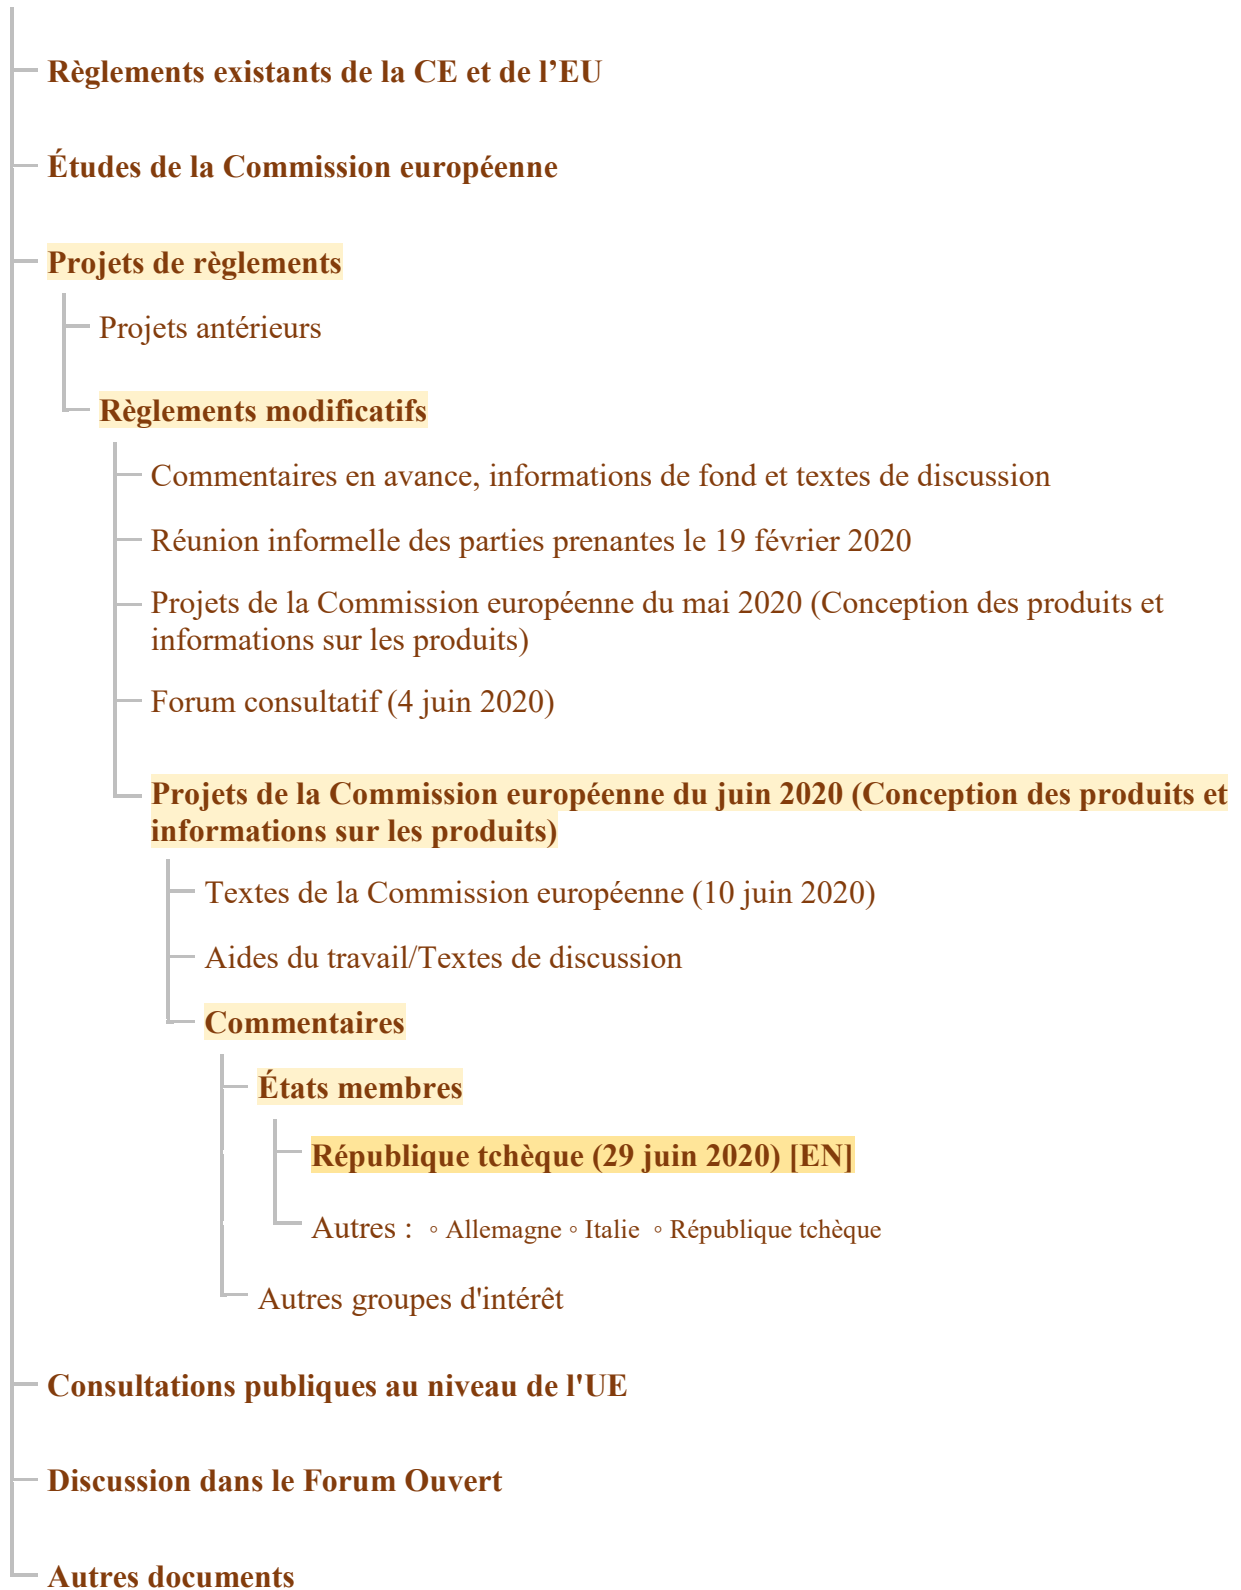 Règlements existants de la CE et de l’EU
Études de la Commission européenne
Projets de règlements
Projets antérieurs
Règlements modificatifs
Commentaires en avance, informations de fond et textes de discussion
Réunion informelle des parties prenantes le 19 février 2020
Projets de la Commission européenne du mai 2020 (Conception des produits et
informations sur les produits)
Forum consultatif (4 juin 2020)
Projets de la Commission européenne du juin 2020 (Conception des produits et
informations sur les produits)
Textes de la Commission européenne (10 juin 2020)
Aides du travail/Textes de discussion
Commentaires
États membres
République tchèque (29 juin 2020) [EN]
Autres : ◦ Allemagne ◦ Italie ◦ République tchèque
Autres groupes d'intérêt
Consultations publiques au niveau de l'UE
Discussion dans le Forum Ouvert
Autres documents